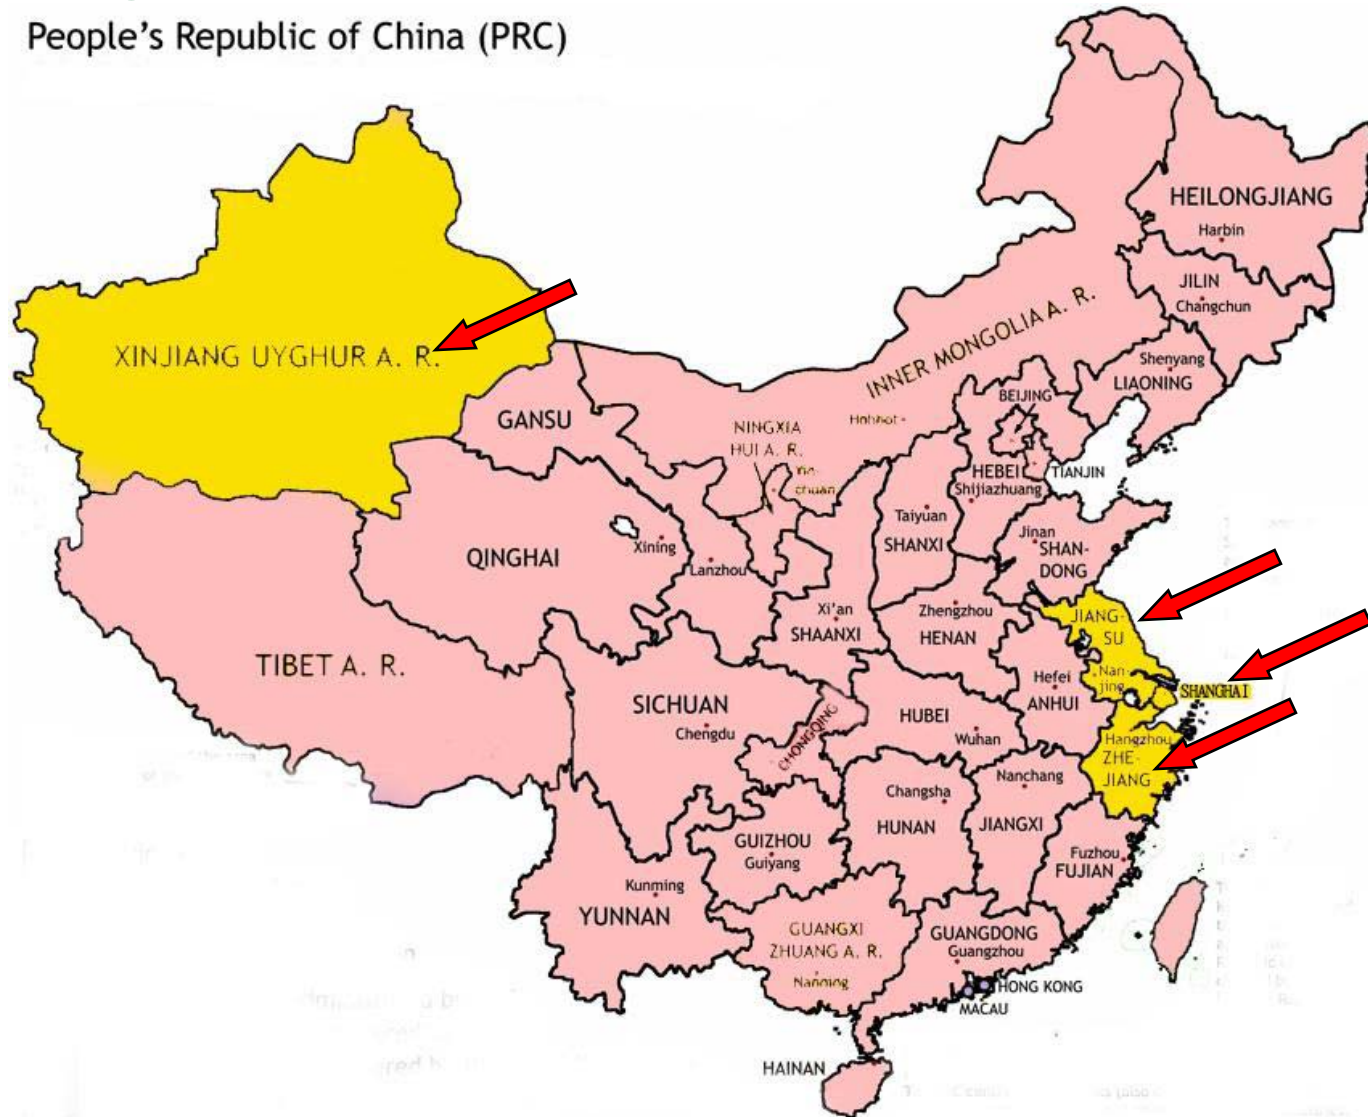 People's Republic of China (PRC)
HEILONGJIANG
Harbin
JILIN
Changchun
INNER MONGOLIA A. R.
XINJIANG UYGHUR A. R.
Shenyang
LIAONING
BEIJING
GANSU
NINGXIA
HUI A. R.
Hohhot
Yin-
chuan
HEBEI
TIANJIN
Shijiazhuang
Taiyuan
SHANXI
Jinan
SHAN-
DONG
QINGHAI
Xining
Lanzhou
Xi'an
SHAANXI
Zhengzhou
HENAN
JIANG-
SU
Nan
jing
TIBET A. R.
SICHUAN
Chengdu
CHONGQING
HUBEI
Wuhan
Hefei
ANHUI
SHANGHAI
Hangzhou
ZHE-
JIANG
Nanchang
JIANGXI
Changsha
HUNAN
GUIZHOU
Guiyang
Fuzhou
FUJIAN
Kunming
YUNNAN
GUANGXI
ZHUANG A. R.
Nanning
GUANGDONG
Guangzhou
HONG KONG
MACAU
HAINAN